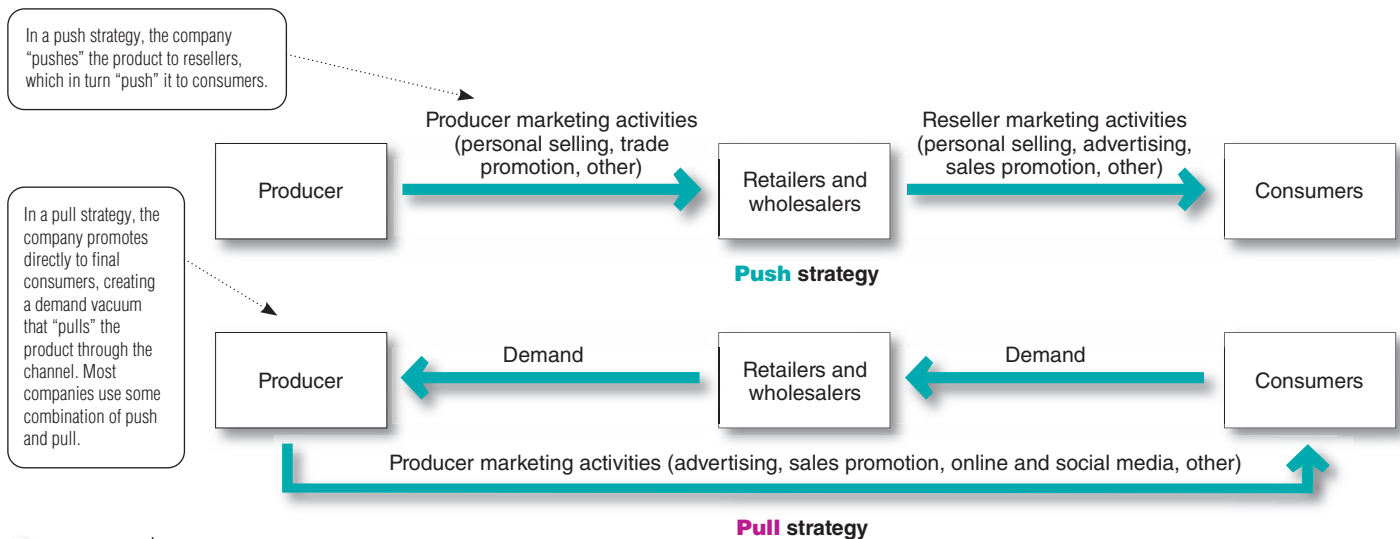 In a push strategy, the company
“pushes” the product to resellers,
which in turn “push” it to consumers.
Producer marketing activities
(personal selling, trade
promotion, other)
Reseller marketing activities
(personal selling, advertising,
sales promotion, other)
Producer
Retailers and
wholesalers
Consumers
Push strategy
In a pull strategy, the
company promotes
directly to final
consumers, creating
a demand vacuum
that “pulls” the
product through the
channel. Most
companies use some
combination of push
and pull.
Producer
Demand
Retailers and
wholesalers
Demand
Consumers
Producer marketing activities (advertising, sales promotion, online and social media, other)
Pull strategy